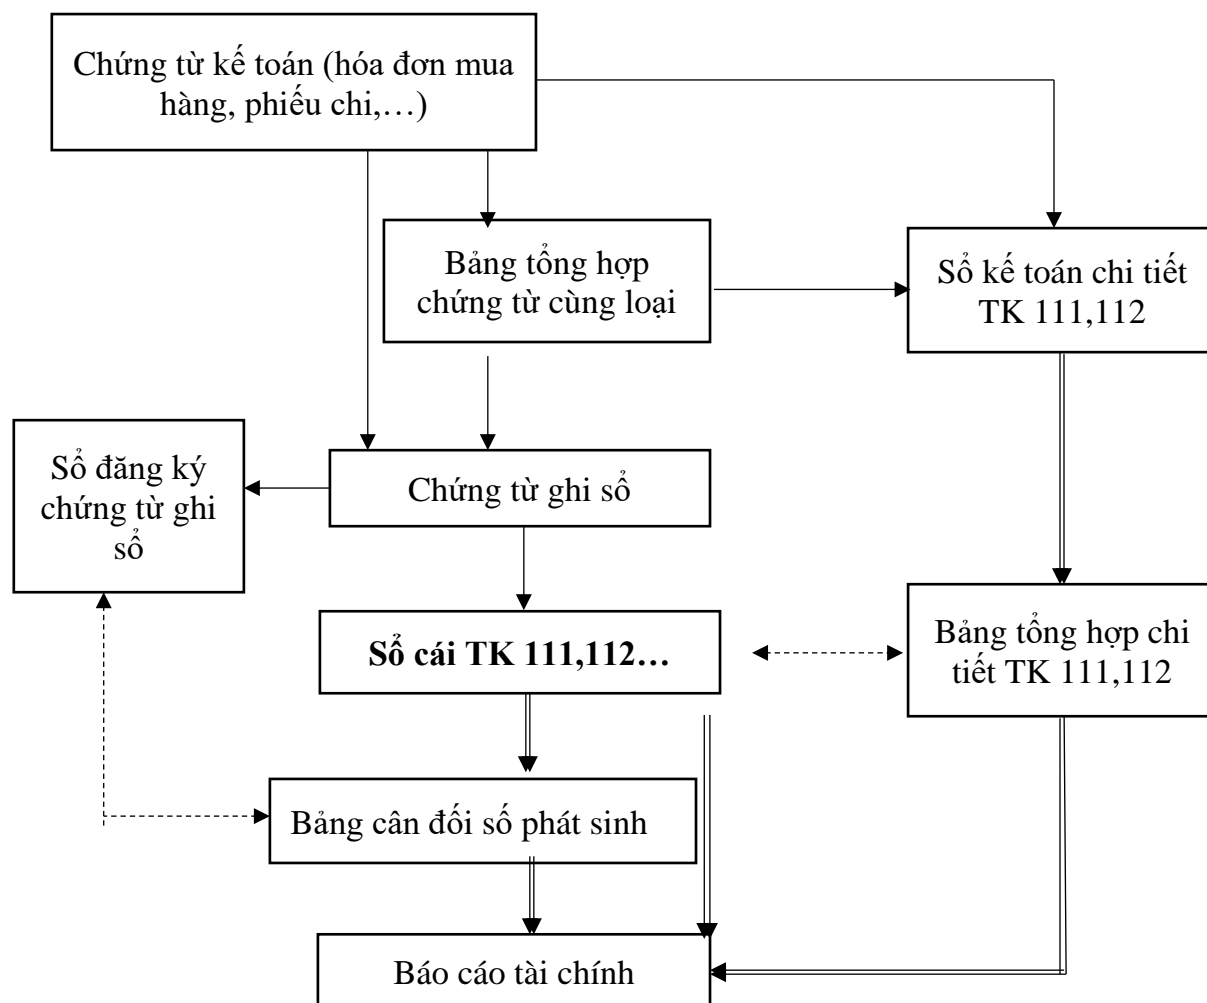 Chứng từ kế toán (hóa đơn mua
hàng, phiếu chi,…)
Bảng tổng hợp
chứng từ cùng loại
Sổ kế toán chi tiết
TK 111,112
Sổ đăng ký
chứng từ ghi
sổ
Chứng từ ghi sổ
Sổ cái TK 111,112…
Bảng tổng hợp chi
tiết TK 111,112
Bảng cân đối số phát sinh
Báo cáo tài chính